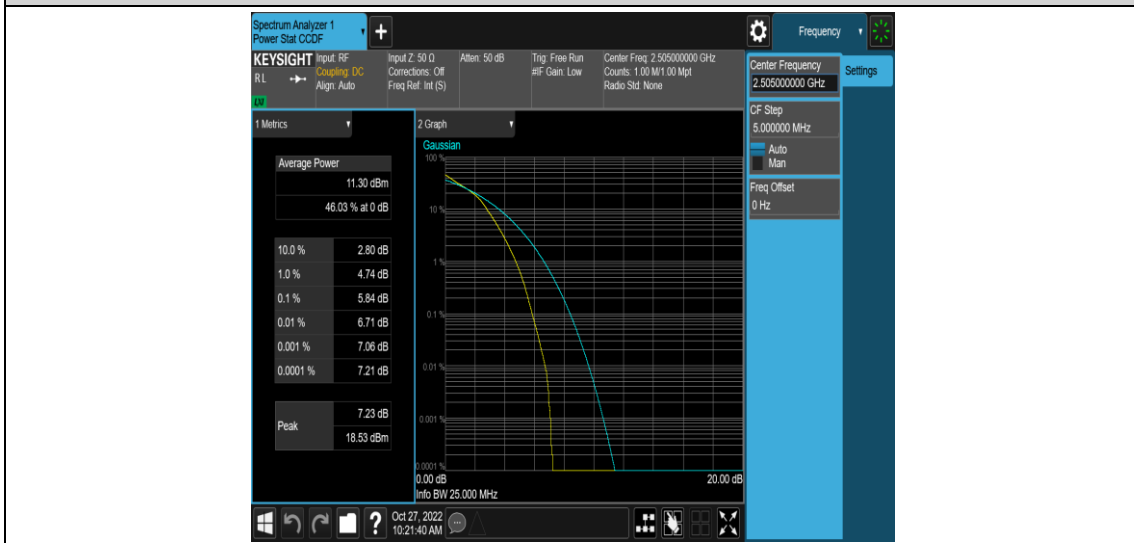 Spectrum Analyzer 1
Power Stat CCDF
+
Frequency
KEYSIGHT
Input: RF
Coupling: DC
Align: Auto
RL
LXI
Input Z: 50 Ω
Corrections: Off
Freq Ref: Int (S)
Atten: 50 dB
Trig: Free Run
#IF Gain: Low
Center Freq: 2.505000000 GHz
Counts: 1.00 M/1.00 Mpt
Radio Std: None
Center Frequency
2.505000000 GHz
Settings
CF Step
5.000000 MHz
Auto
Man
Freq Offset
0 Hz
1 Metrics
Average Power
11.30 dBm
46.03 % at 0 dB
10.0 % 2.80 dB
1.0 % 4.74 dB
0.1 % 5.84 dB
0.01 % 6.71 dB
0.001 % 7.06 dB
0.0001 % 7.21 dB
Peak
7.23 dB
18.53 dBm
2 Graph
Gaussian
100 %
10 %
1 %
0.1 %
0.01 %
0.001 %
0.0001 %
0.00 dB
20.00 dB
Info BW 25.000 MHz
?
Oct 27, 2022
10:21:40 AM